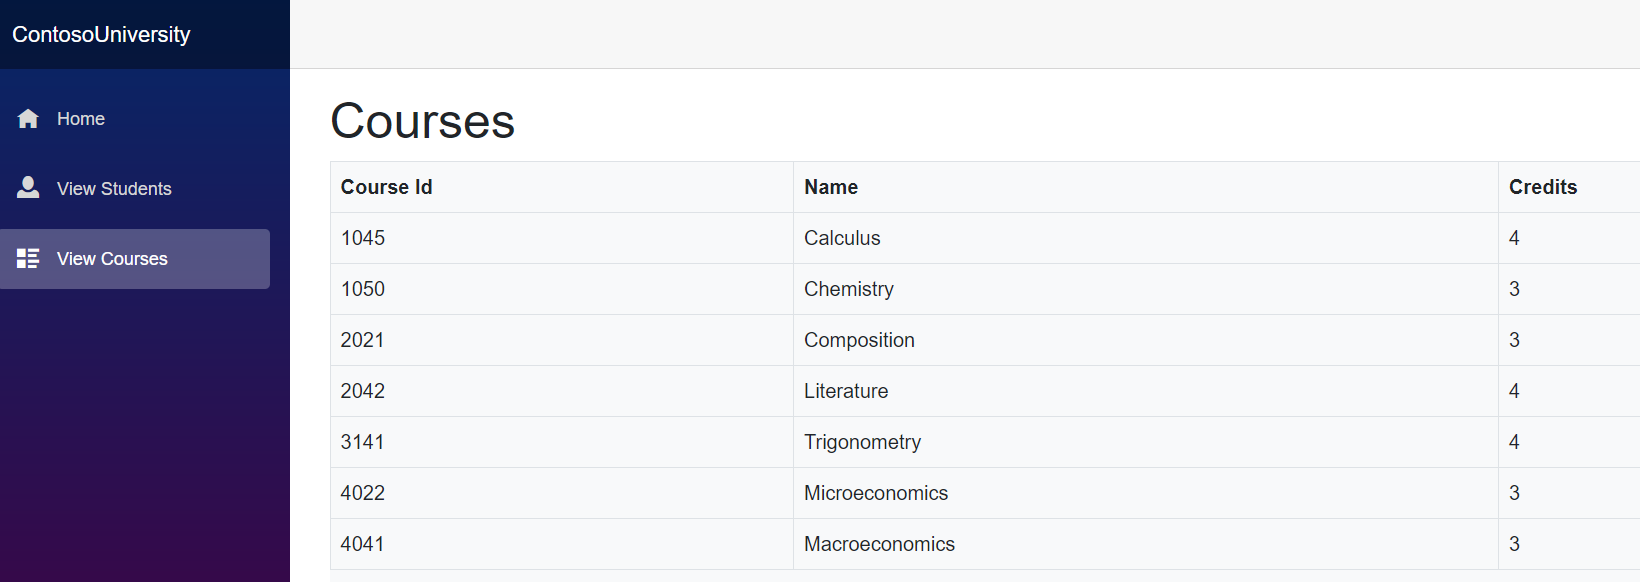 ContosoUniversity
Home
View Students
View Courses
Courses
Course Id Name Credits
1045 Calculus 4
1050 Chemistry 3
2021 Composition 3
2042 Literature 4
3141 Trigonometry 4
4022 Microeconomics 3
4041 Macroeconomics 3